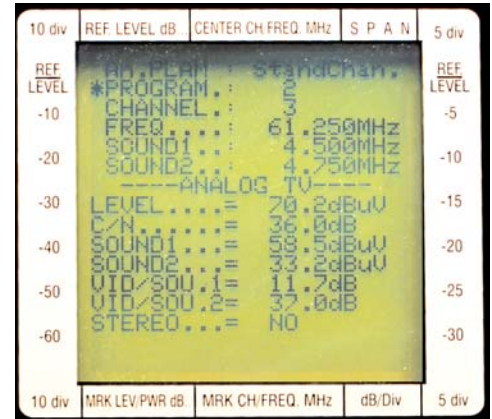 10 div REF. LEVEL dB. CENTER CH.FREQ. MHz S P A N 5 div
REF. LEVEL
-10
-20
-30
-40
-50
-60
*PROGRAM.: 2
CHANNEL.: 3
FREQ....: 61.250MHz
SOUND1..: 4.500MHz
SOUND2..: 4.750MHz
----ANALOG TV----
LEVEL....= 70.2dBuV
C/N......= 36.0dB
SOUND1...= 58.5dBuV
SOUND2...= 33.2dBuV
VID/SOU.1= 11.7dB
VID/SOU.2= 37.0dB
STEREO...= NO
REF. LEVEL
-5
-10
-15
-20
-25
-30
10 div MRK LEV/PWR dB. MRK CH/FREQ. MHz dB/Div 5 div